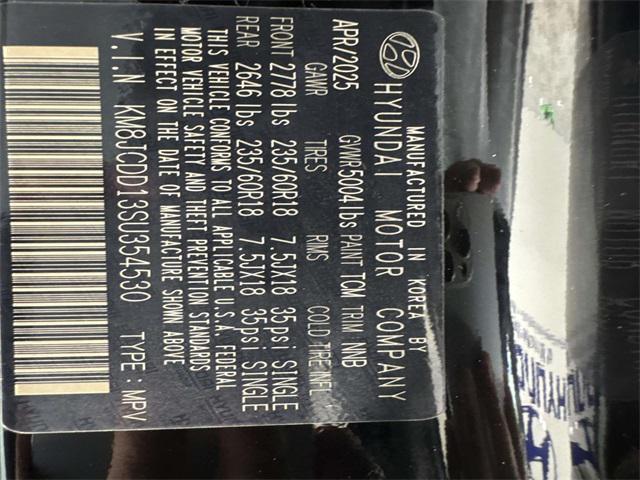 MANUFACTURED IN KOREA BY
HYUNDAI MOTOR COMPANY
APR/2025 GVWR 5004 lbs PAINT TCM TRIM NNB
GAWR TIRES RIMS COLD TIRE INFL
FRONT 2778 lbs 235/60R18 7.5JX18 35psi SINGLE
REAR 2646 lbs 235/60R18 7.5JX18 35psi SINGLE
THIS VEHICLE CONFORMS TO ALL APPLICABLE U.S.A. FEDERAL
MOTOR VEHICLE SAFETY AND THEFT PREVENTION STANDARDS
IN EFFECT ON THE DATE OF MANUFACTURE SHOWN ABOVE
V.I.N KM8JCDD13SU354530 TYPE : MPV